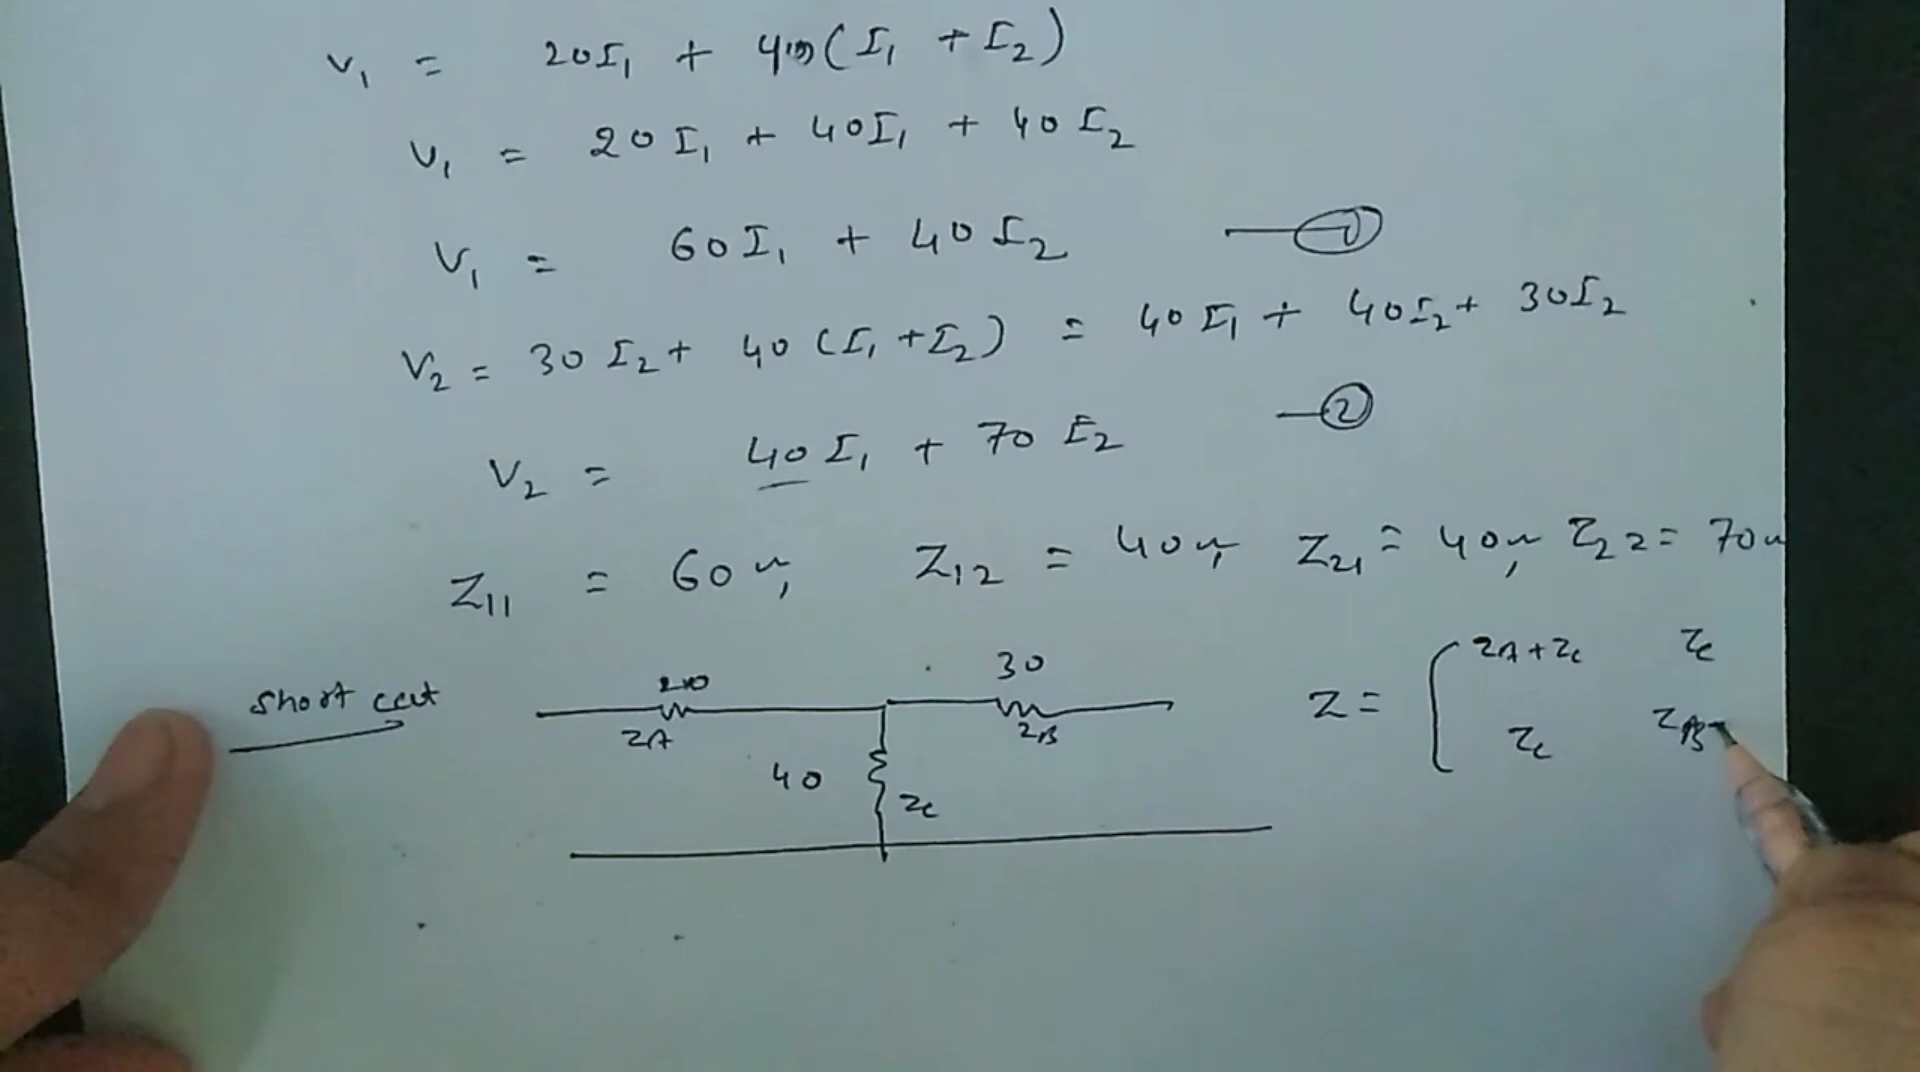 V₁ = 20I₁ + 40(I₁ + I₂)
V₁ = 20I₁ + 40I₁ + 40I₂
V₁ = 60I₁ + 40I₂ —①
V₂ = 30I₂ + 40(I₁ + I₂) = 40I₁ + 40I₂ + 30I₂
V₂ = 40I₁ + 70I₂ —②
Z₁₁ = 60Ω, Z₁₂ = 40Ω, Z₂₁ = 40Ω, Z₂₂ = 70Ω
short cut
20
ZA
30
ZB
40
Zc
Z = [ ZA + Zc Zc
Zc ZB